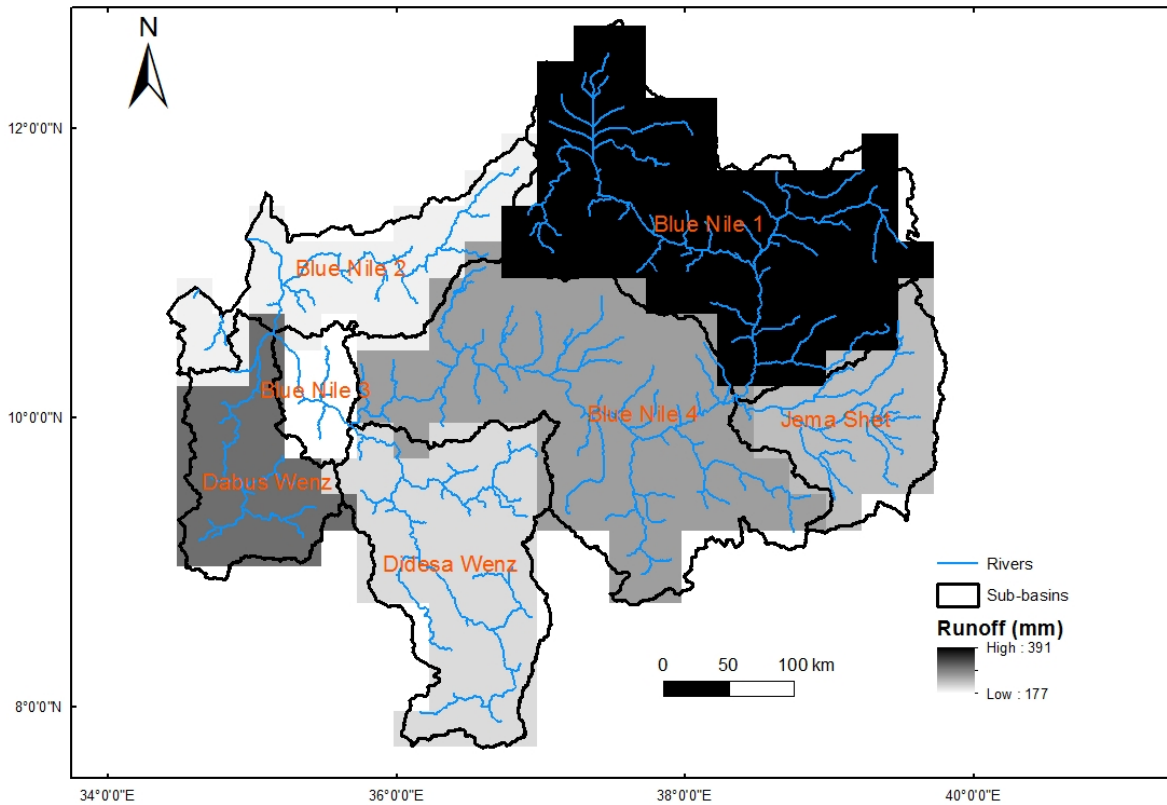 N
12°0'0"N
10°0'0"N
8°0'0"N
34°0'0"E
36°0'0"E
38°0'0"E
40°0'0"E
Blue Nile 1
Blue Nile 2
Blue Nile 3
Blue Nile 4
Jema Shet
Dabus Wenz
Didesa Wenz
0 50 100 km
Rivers
Sub-basins
Runoff (mm)
High : 391
Low : 177